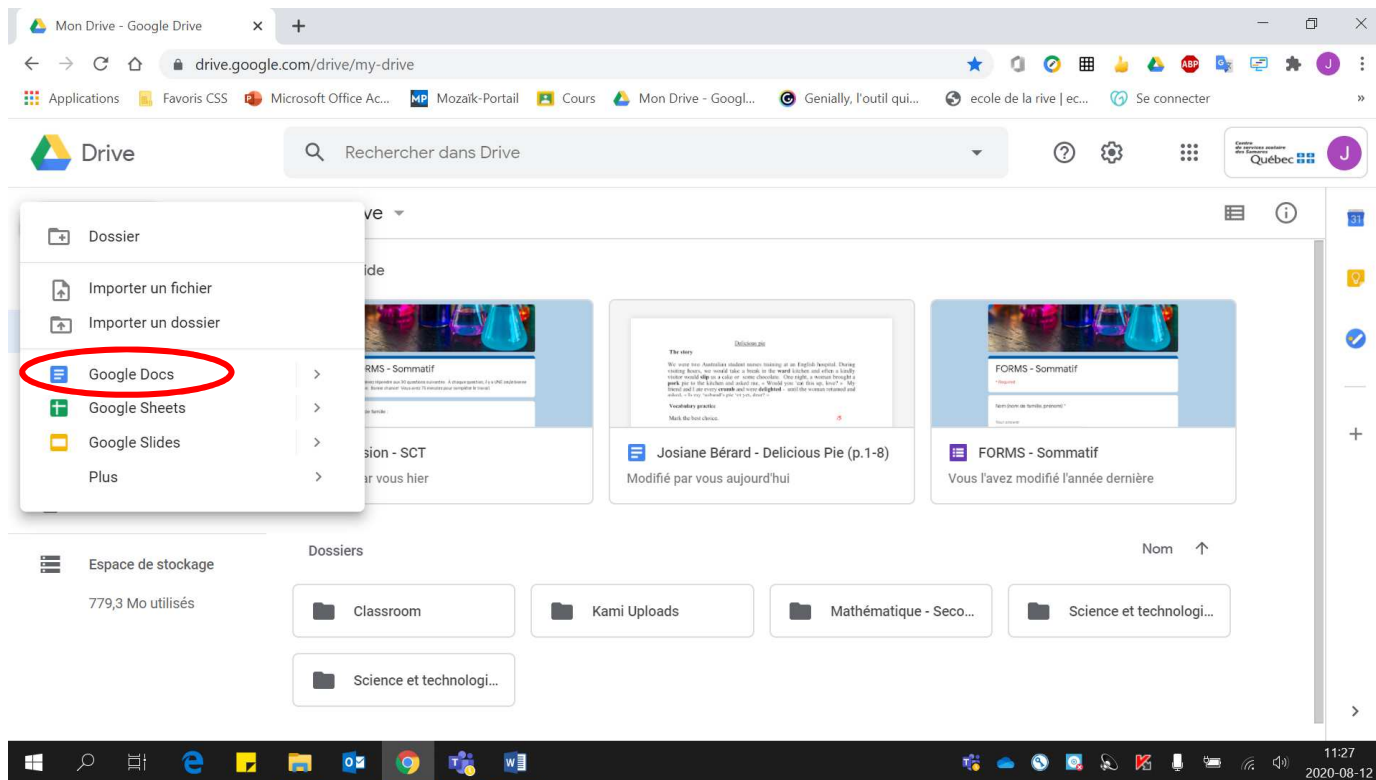 Mon Drive - Google Drive
drive.google.com/drive/my-drive
Applications
Favoris CSS
Microsoft Office Ac...
Mozaïk-Portail
Cours
Mon Drive - Googl...
Genially, l'outil qui...
ecole de la rive | ec...
Se connecter
»
Drive
Rechercher dans Drive
Québec
J
ve
Dossier
ide
Importer un fichier
Importer un dossier
Google Docs
Google Sheets
Google Slides
Plus
RMS - Sommatif
sion - SCT
ar vous hier
Delicious pie
The story
Vocabulary practice
Mark the best choice.
Josiane Bérard - Delicious Pie (p.1-8)
Modifié par vous aujourd'hui
FORMS - Sommatif
FORMS - Sommatif
Vous l'avez modifié l'année dernière
Dossiers
Nom
Espace de stockage
779,3 Mo utilisés
Classroom
Kami Uploads
Mathématique - Seco...
Science et technologi...
Science et technologi...
11:27
2020-08-12